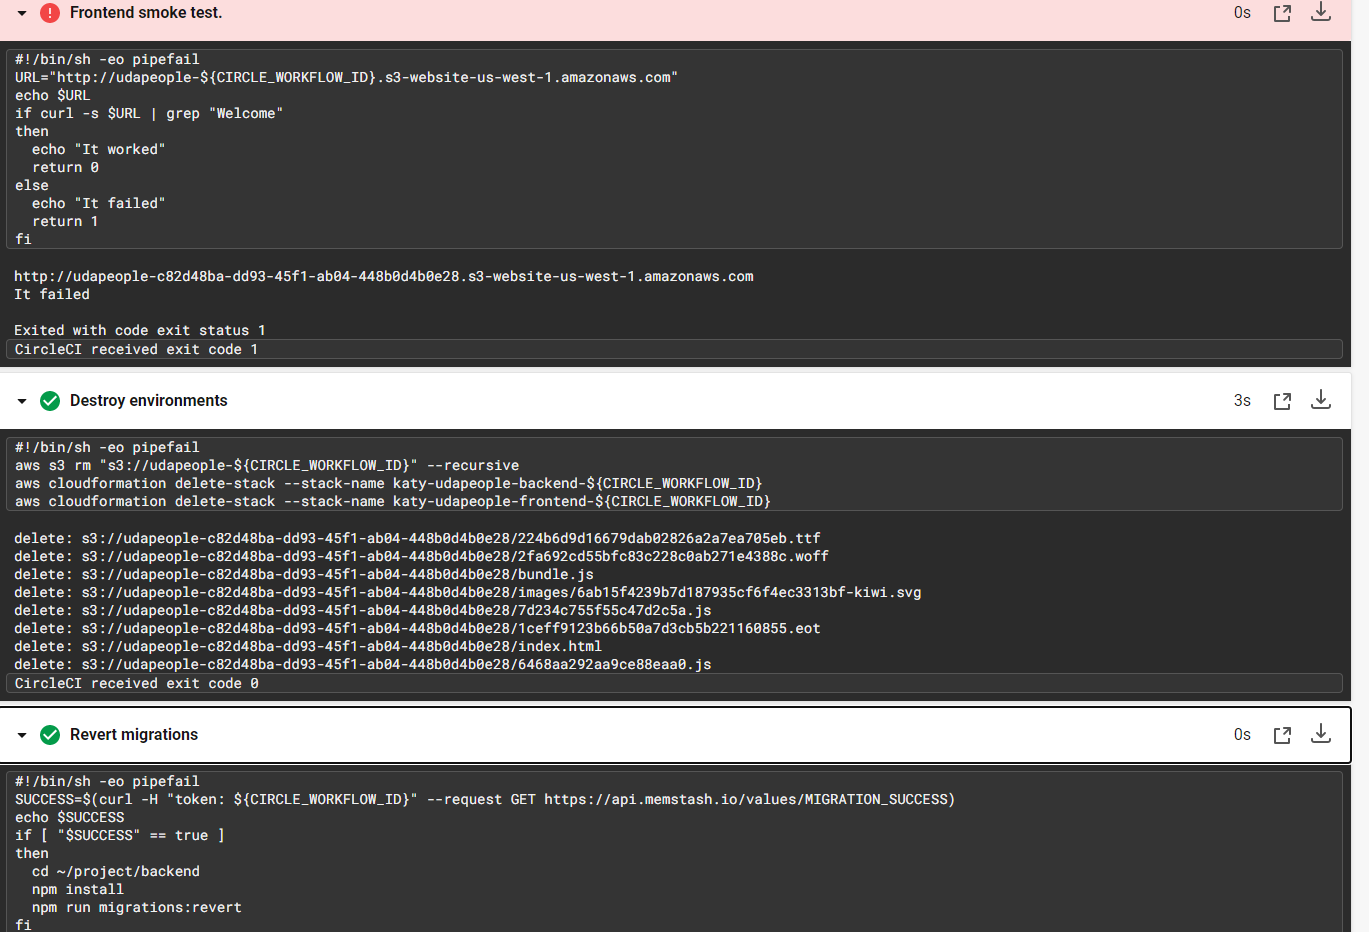 Frontend smoke test.
0s
#!/bin/sh -eo pipefail
URL="http://udapeople-${CIRCLE_WORKFLOW_ID}.s3-website-us-west-1.amazonaws.com"
echo $URL
if curl -s $URL | grep "Welcome"
then
  echo "It worked"
  return 0
else
  echo "It failed"
  return 1
fi
http://udapeople-c82d48ba-dd93-45f1-ab04-448b0d4b0e28.s3-website-us-west-1.amazonaws.com
It failed
Exited with code exit status 1
CircleCI received exit code 1
Destroy environments
3s
#!/bin/sh -eo pipefail
aws s3 rm "s3://udapeople-${CIRCLE_WORKFLOW_ID}" --recursive
aws cloudformation delete-stack --stack-name katy-udapeople-backend-${CIRCLE_WORKFLOW_ID}
aws cloudformation delete-stack --stack-name katy-udapeople-frontend-${CIRCLE_WORKFLOW_ID}
delete: s3://udapeople-c82d48ba-dd93-45f1-ab04-448b0d4b0e28/224b6d9d16679dab02826a2a7ea705eb.ttf
delete: s3://udapeople-c82d48ba-dd93-45f1-ab04-448b0d4b0e28/2fa692cd55bfc83c228c0ab271e4388c.woff
delete: s3://udapeople-c82d48ba-dd93-45f1-ab04-448b0d4b0e28/bundle.js
delete: s3://udapeople-c82d48ba-dd93-45f1-ab04-448b0d4b0e28/images/6ab15f4239b7d187935cf6f4ec3313bf-kiwi.svg
delete: s3://udapeople-c82d48ba-dd93-45f1-ab04-448b0d4b0e28/7d234c755f55c47d2c5a.js
delete: s3://udapeople-c82d48ba-dd93-45f1-ab04-448b0d4b0e28/1ceff9123b66b50a7d3cb5b221160855.eot
delete: s3://udapeople-c82d48ba-dd93-45f1-ab04-448b0d4b0e28/index.html
delete: s3://udapeople-c82d48ba-dd93-45f1-ab04-448b0d4b0e28/6468aa292aa9ce88eaa0.js
CircleCI received exit code 0
Revert migrations
0s
#!/bin/sh -eo pipefail
SUCCESS=$(curl -H "token: ${CIRCLE_WORKFLOW_ID}" --request GET https://api.memstash.io/values/MIGRATION_SUCCESS)
echo $SUCCESS
if [ "$SUCCESS" == true ]
then
  cd ~/project/backend
  npm install
  npm run migrations:revert
fi